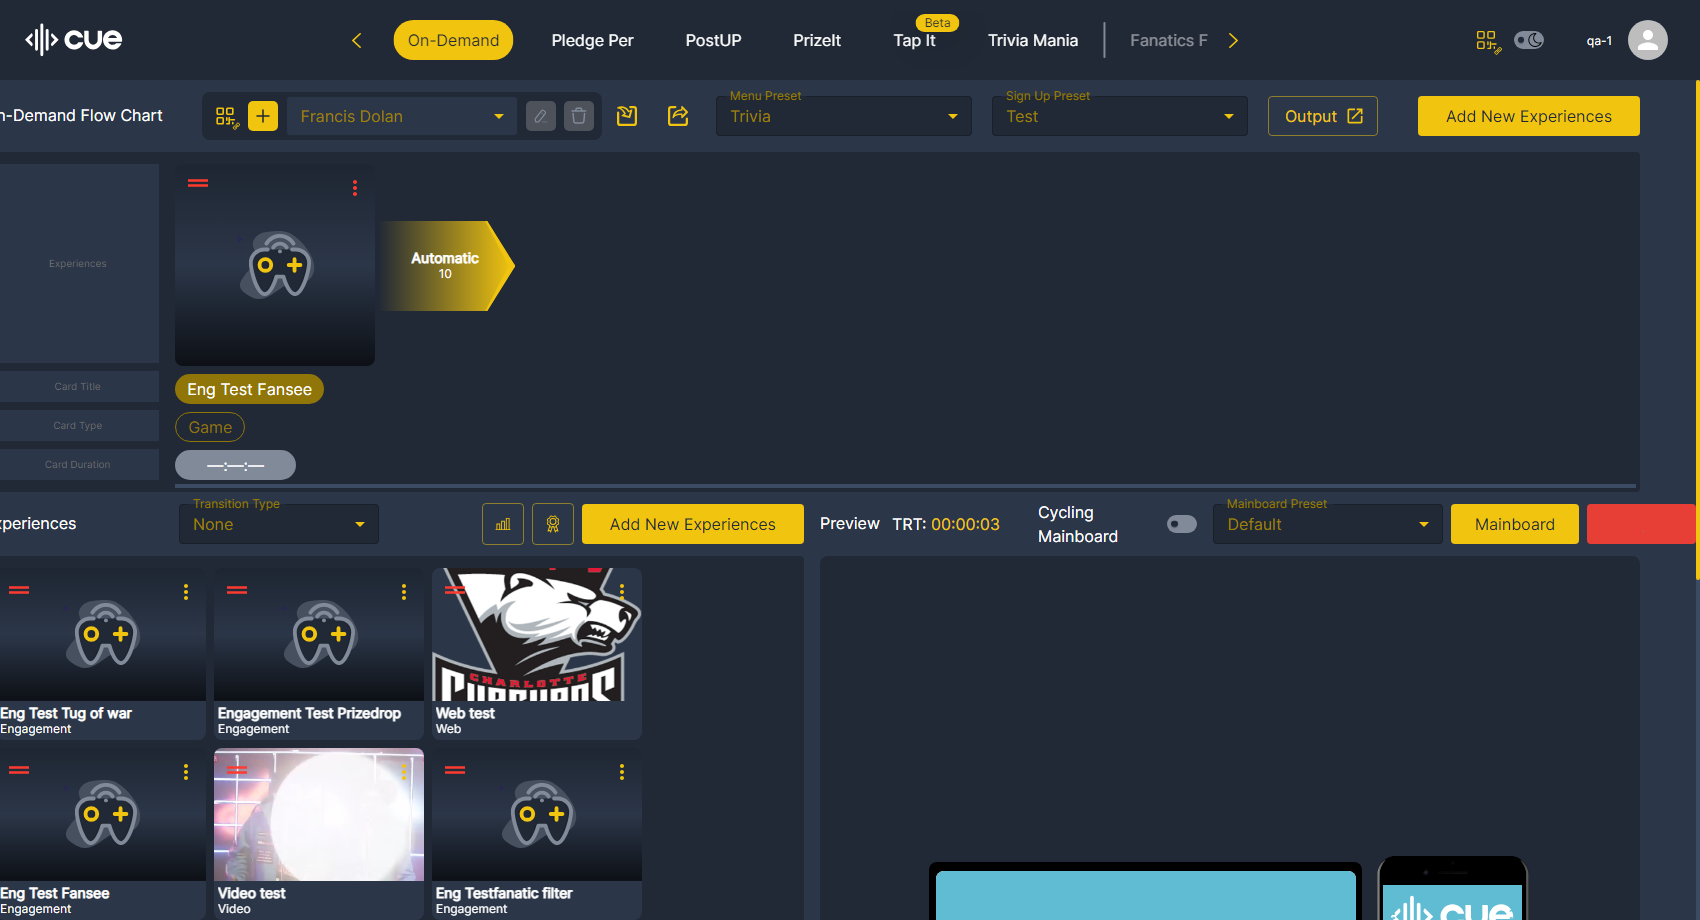 cue
On-Demand
Pledge Per
PostUP
PrizeIt
Beta
Tap It
Trivia Mania
Fanatics F
qa-1
n-Demand Flow Chart
Francis Dolan
Menu Preset
Trivia
Sign Up Preset
Test
Output
Add New Experiences
Experiences
Automatic
10
Card Title
Eng Test Fansee
Card Type
Game
Card Duration
—:—:—
xperiences
Transition Type
None
Add New Experiences
Preview
TRT: 00:00:03
Cycling
Mainboard
Mainboard Preset
Default
Mainboard
CHARLOTTE
Eng Test Tug of war
Engagement
Engagement Test Prizedrop
Engagement
Web test
Web
Eng Test Fansee
Engagement
Video test
Video
Eng Testfanatic filter
Engagement
cue